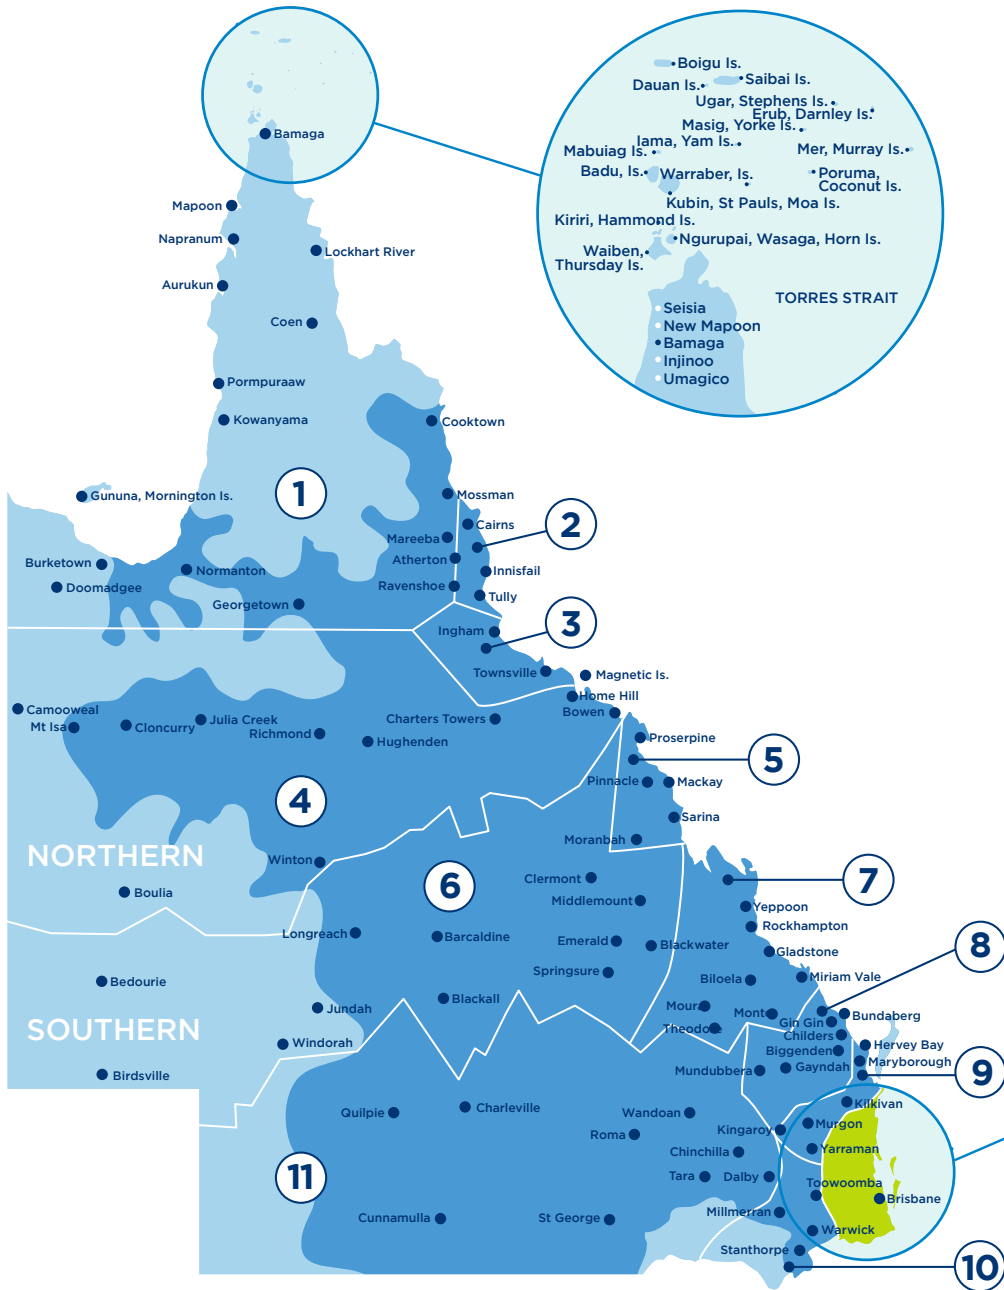 Boigu Is.
Saibai Is.
Dauan Is.
Ugar, Stephens Is.
Erub, Darnley Is.
Masig, Yorke Is.
Iama, Yam Is.
Mer, Murray Is.
Mabuiag Is.
Badu, Is.
Warraber, Is.
Poruma,
Coconut Is.
Kubin, St Pauls, Moa Is.
Kiriri, Hammond Is.
Ngurupai, Wasaga, Horn Is.
Waiben,
Thursday Is.
TORRES STRAIT
Seisia
New Mapoon
Bamaga
Injinoo
Umagico
Bamaga
Mapoon
Napranum
Lockhart River
Aurukun
Coen
Pormpuraaw
Kowanyama
Cooktown
1
Gununa, Mornington Is.
Mossman
Cairns
2
Mareeba
Atherton
Burketown
Normanton
Innisfail
Doomadgee
Ravenshoe
Tully
Georgetown
Ingham
3
Townsville
Magnetic Is.
Home Hill
Bowen
Camooweal
Mt Isa
Cloncurry
Julia Creek
Richmond
Charters Towers
Hughenden
Proserpine
5
Pinnacle
Mackay
4
Sarina
Moranbah
NORTHERN
Winton
Clermont
6
7
Boulia
Middlemount
Yeppoon
Rockhampton
Longreach
Barcaldine
Emerald
Blackwater
8
Gladstone
Springsure
Biloela
Miriam Vale
Bedourie
Blackall
Jundah
Moura
Monto
Bundaberg
SOUTHERN
Gin Gin
Theodore
Childers
Windorah
Hervey Bay
Biggenden
Maryborough
Birdsville
Mundubbera
Gayndah
9
Quilpie
Charleville
Wandoan
Kilkivan
Kingaroy
Murgon
Roma
Yarraman
Chinchilla
11
Tara
Dalby
Toowoomba
Brisbane
Cunnamulla
St George
Millmerran
Warwick
Stanthorpe
10